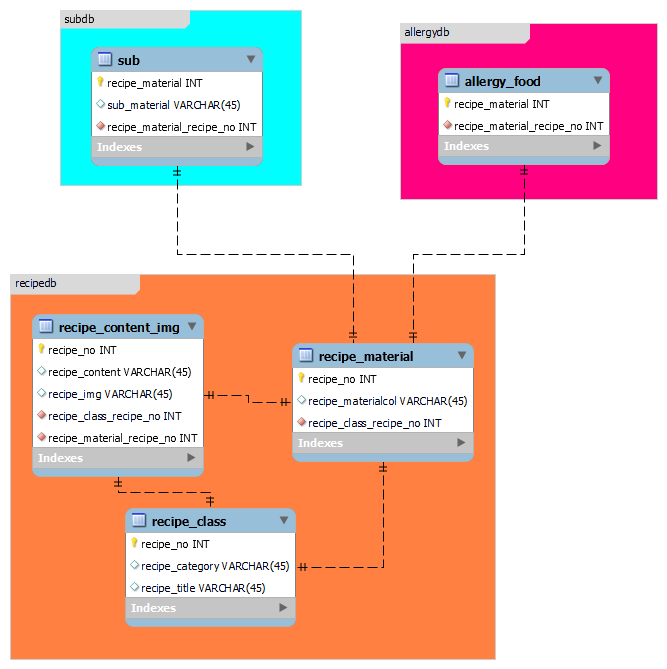 subdb
sub
recipe_material INT
sub_material VARCHAR(45)
recipe_material_recipe_no INT
Indexes
allergydb
allergy_food
recipe_material INT
recipe_material_recipe_no INT
Indexes
recipedb
recipe_content_img
recipe_no INT
recipe_content VARCHAR(45)
recipe_img VARCHAR(45)
recipe_class_recipe_no INT
recipe_material_recipe_no INT
Indexes
recipe_material
recipe_no INT
recipe_materialcol VARCHAR(45)
recipe_class_recipe_no INT
Indexes
recipe_class
recipe_no INT
recipe_category VARCHAR(45)
recipe_title VARCHAR(45)
Indexes